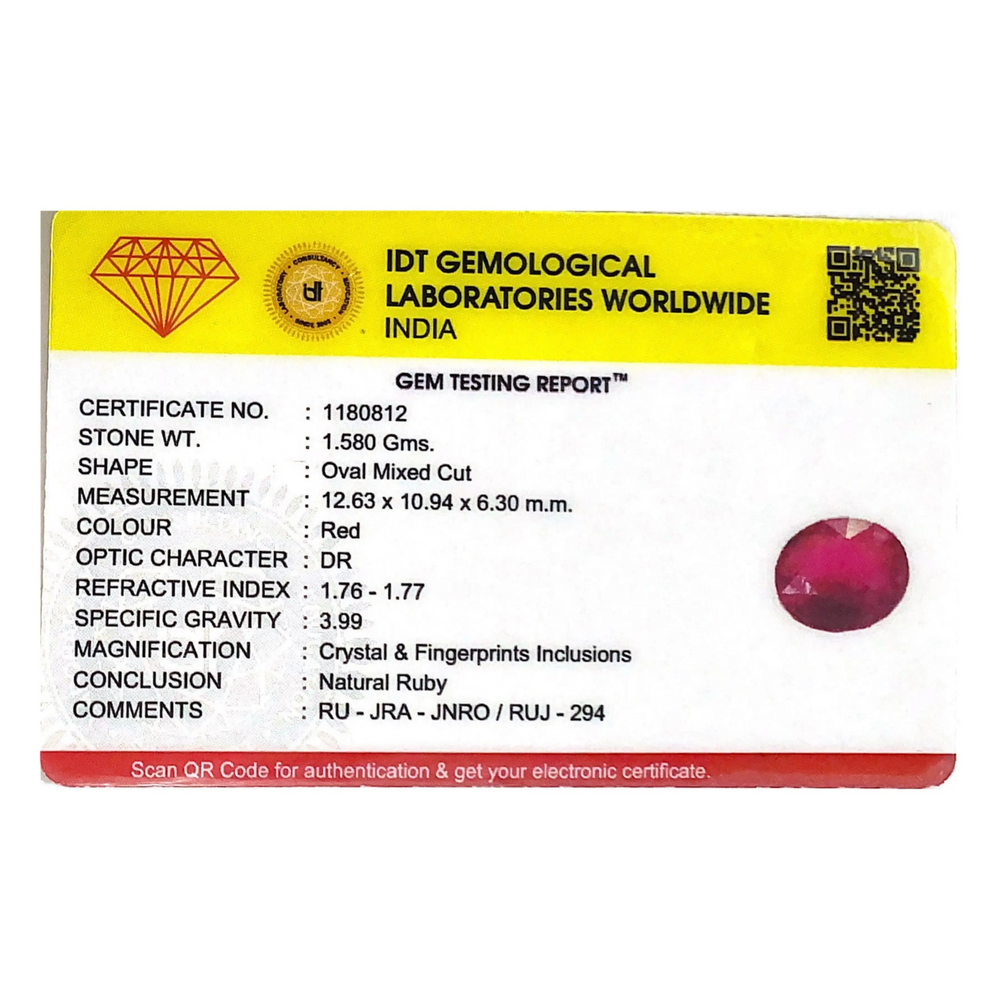 IDT GEMOLOGICAL
LABORATORIES WORLDWIDE
INDIA
GEM TESTING REPORT™
CERTIFICATE NO. : 1180812
STONE WT. : 1.580 Gms.
SHAPE : Oval Mixed Cut
MEASUREMENT : 12.63 x 10.94 x 6.30 m.m.
COLOUR : Red
OPTIC CHARACTER : DR
REFRACTIVE INDEX : 1.76 - 1.77
SPECIFIC GRAVITY : 3.99
MAGNIFICATION : Crystal & Fingerprints Inclusions
CONCLUSION : Natural Ruby
COMMENTS : RU - JRA - JNRO / RUJ - 294
Scan QR Code for authentication & get your electronic certificate.